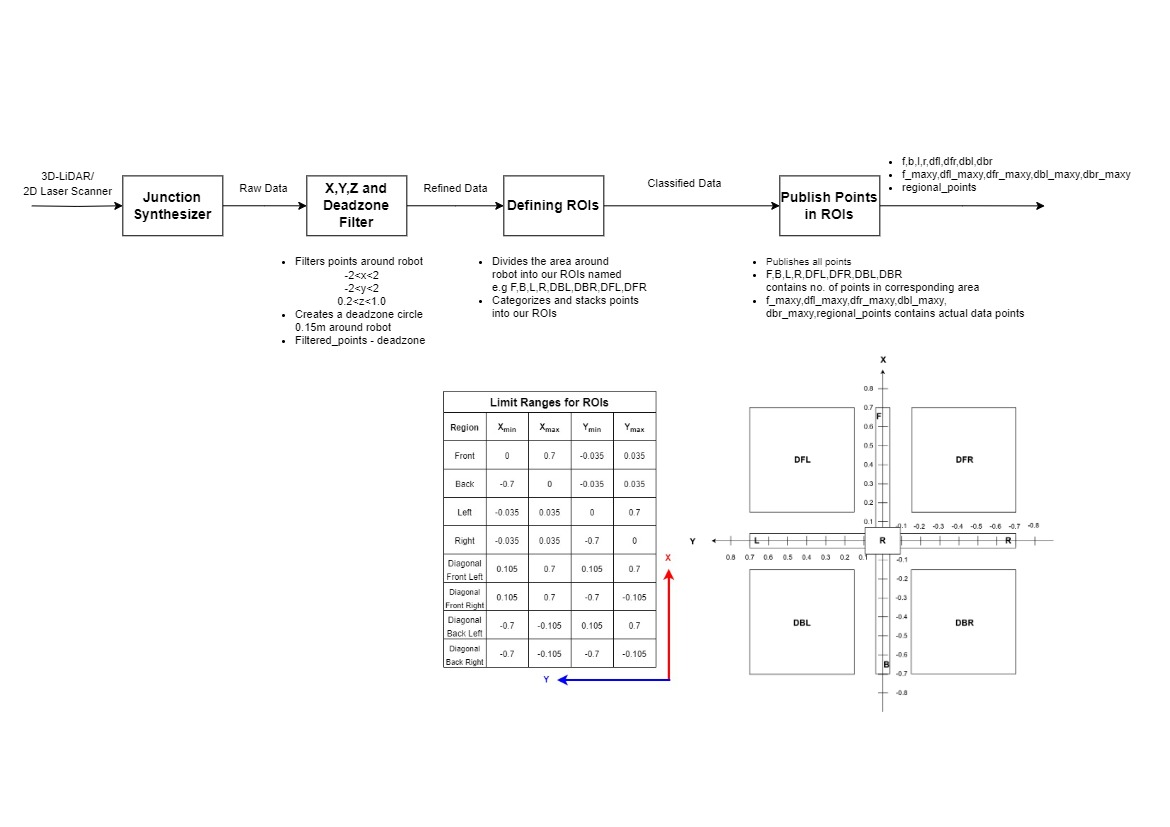 3D-LiDAR/
2D Laser Scanner
Junction
Synthesizer
Raw Data
X,Y,Z and
Deadzone
Filter
Refined Data
Defining ROIs
Classified Data
Publish Points
in ROIs
• f,b,l,r,dfl,dfr,dbl,dbr
• f_maxy,dfl_maxy,dfr_maxy,dbl_maxy,dbr_maxy
• regional_points
• Filters points around robot
-2<x<2
-2<y<2
0.2<z<1.0
• Creates a deadzone circle
0.15m around robot
• Filtered_points - deadzone
• Divides the area around
robot into our ROIs named
e.g F,B,L,R,DBL,DBR,DFL,DFR
• Categorizes and stacks points
into our ROIs
• Publishes all points
• F,B,L,R,DFL,DFR,DBL,DBR
contains no. of points in corresponding area
• f_maxy,dfl_maxy,dfr_maxy,dbl_maxy,
dbr_maxy,regional_points contains actual data points
Limit Ranges for ROIs
Region Xmin Xmax Ymin Ymax
Front 0 0.7 -0.035 0.035
Back -0.7 0 -0.035 0.035
Left -0.035 0.035 0 0.7
Right -0.035 0.035 -0.7 0
Diagonal
Front Left 0.105 0.7 0.105 0.7
Diagonal
Front Right 0.105 0.7 -0.7 -0.105
Diagonal
Back Left -0.7 -0.105 0.105 0.7
Diagonal
Back Right -0.7 -0.105 -0.7 -0.105
X
Y
X
0.8
0.7
F
0.6
0.5
DFL 0.4 DFR
0.3
0.2
0.1
-0.1 -0.2 -0.3 -0.4 -0.5 -0.6 -0.7 -0.8
Y L R R
0.8 0.7 0.6 0.5 0.4 0.3 0.2 0.1
-0.1
-0.2
-0.3
DBL -0.4 DBR
-0.5
-0.6
B
-0.7
-0.8